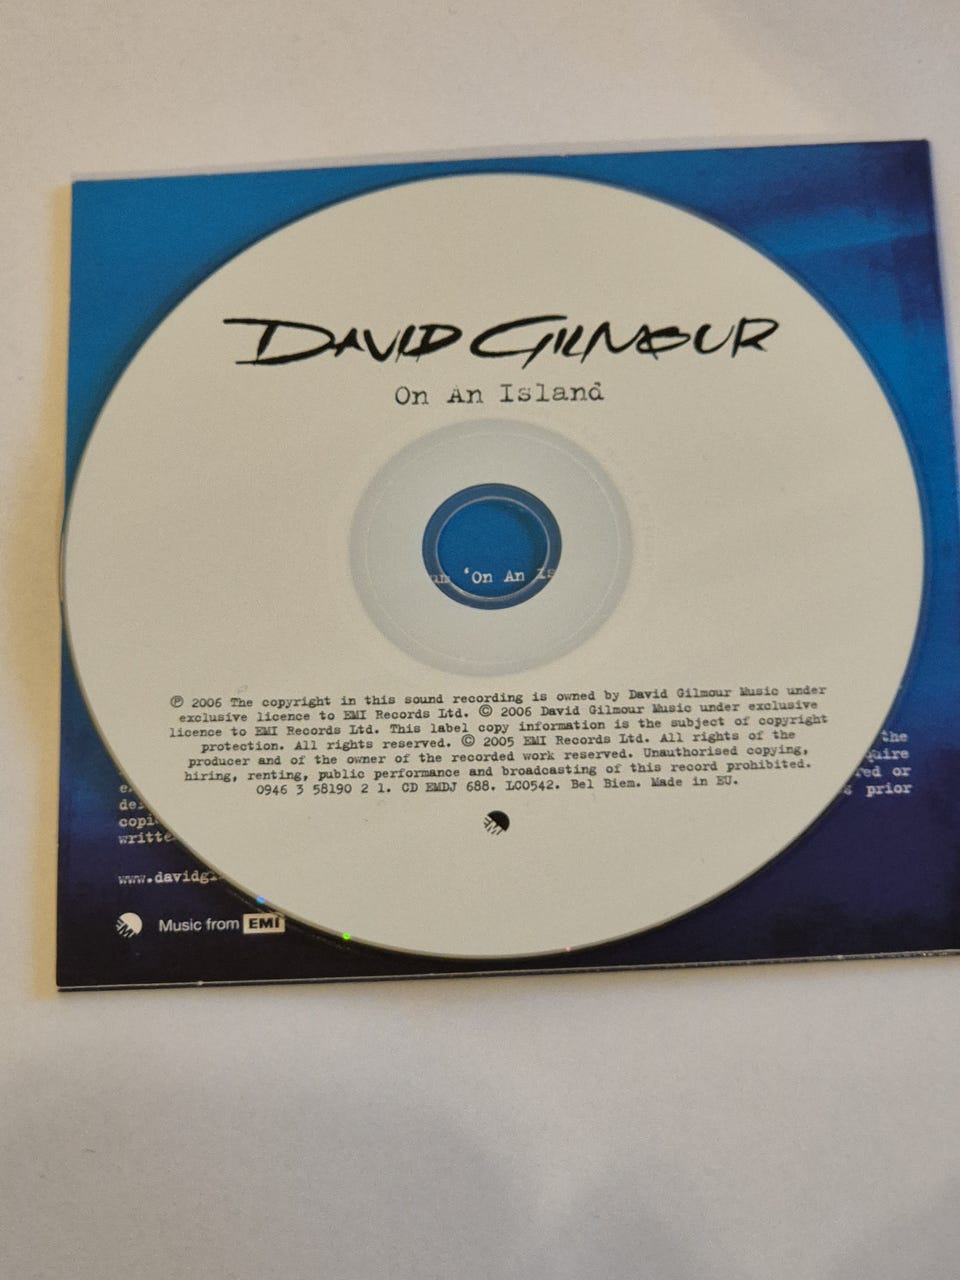 DAVID GILMOUR
On An Island
'On An Is
℗ 2006 The copyright in this sound recording is owned by David Gilmour Music under
exclusive licence to EMI Records Ltd. © 2006 David Gilmour Music under exclusive
licence to EMI Records Ltd. This label copy information is the subject of copyright
protection. All rights reserved. © 2005 EMI Records Ltd. All rights of the
producer and of the owner of the recorded work reserved. Unauthorised copying,
hiring, renting, public performance and broadcasting of this record prohibited.
0946 3 58190 2 1. CD EMDJ 688. LC0542. Bel Biem. Made in EU.
the
or
prior
www.davidgi
Music from EMI